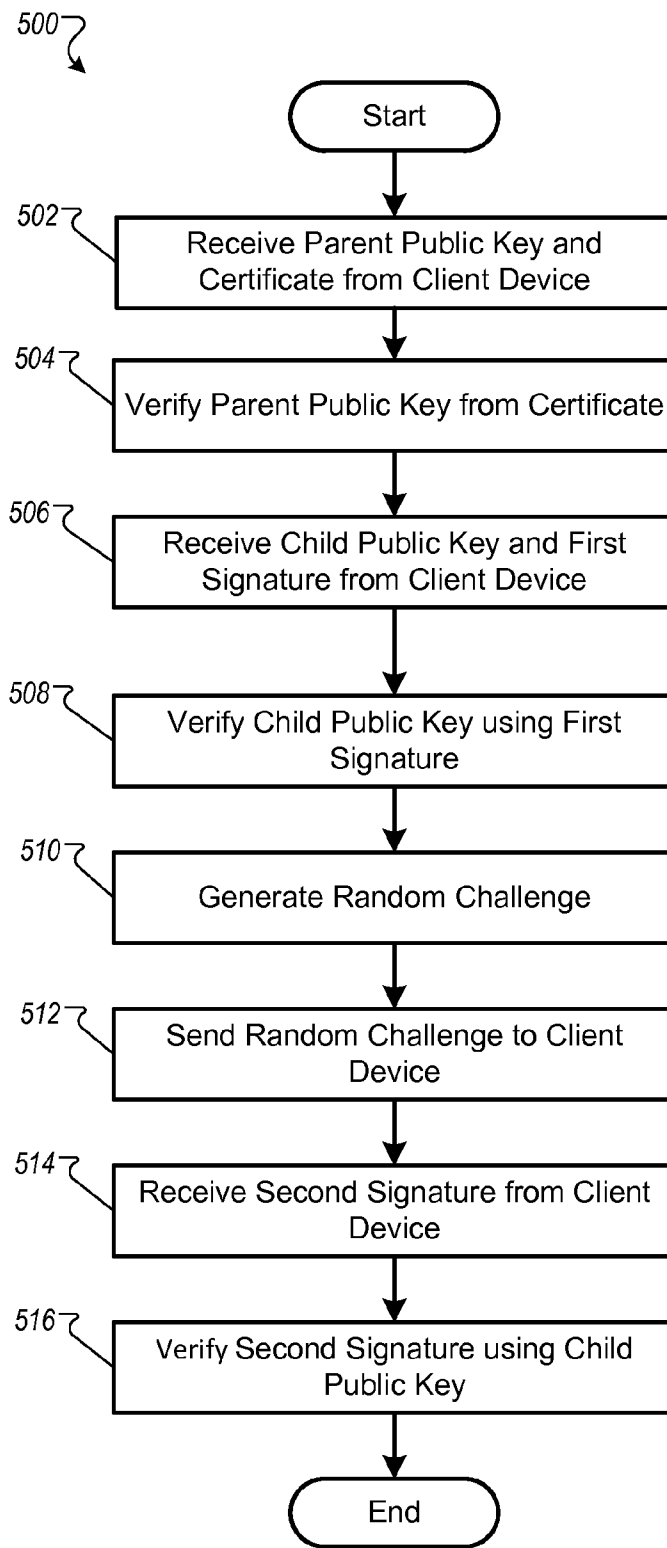 500
Start
502
Receive Parent Public Key and
Certificate from Client Device
504
Verify Parent Public Key from Certificate
506
Receive Child Public Key and First
Signature from Client Device
508
Verify Child Public Key using First
Signature
510
Generate Random Challenge
512
Send Random Challenge to Client
Device
514
Receive Second Signature from Client
Device
516
Verify Second Signature using Child
Public Key
End